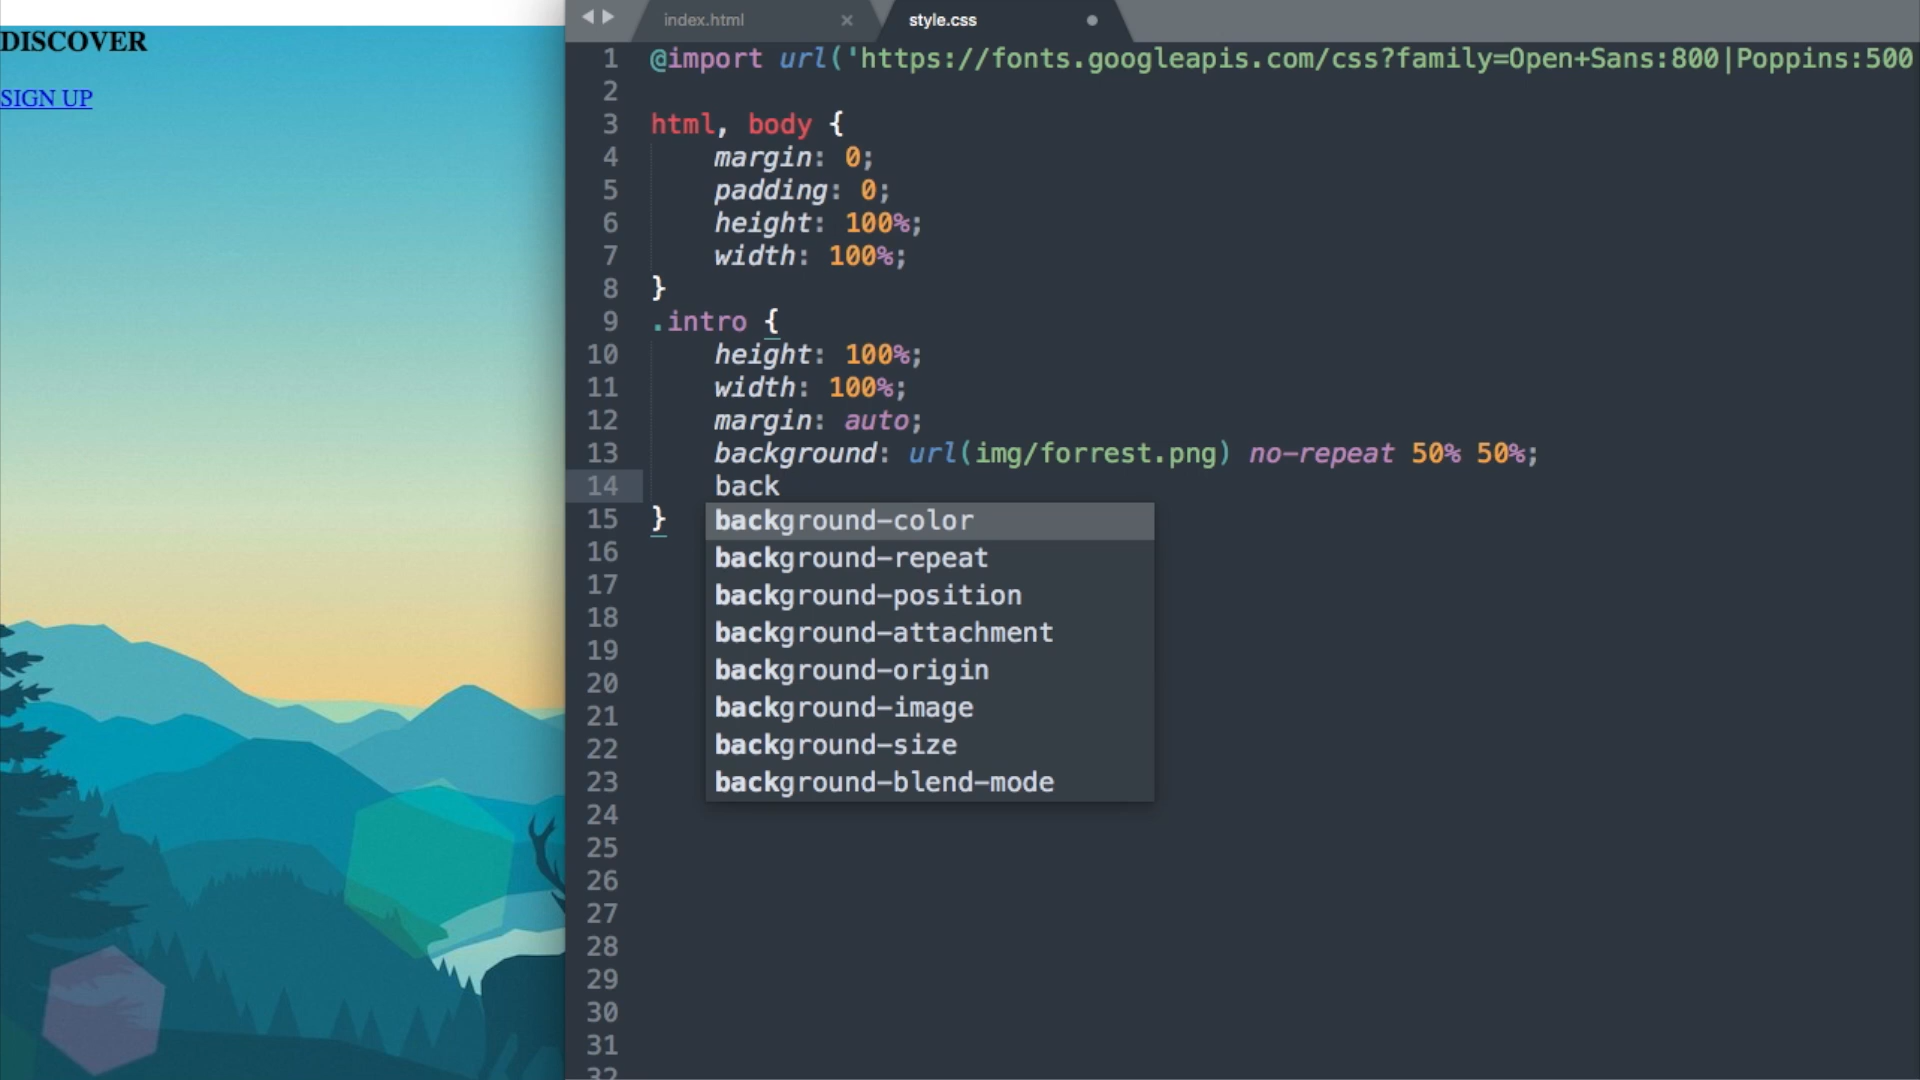 DISCOVER
SIGN UP
index.html
style.css
1 @import url('https://fonts.googleapis.com/css?family=Open+Sans:800|Poppins:500
2
3 html, body {
4 margin: 0;
5 padding: 0;
6 height: 100%;
7 width: 100%;
8 }
9 .intro {
10 height: 100%;
11 width: 100%;
12 margin: auto;
13 background: url(img/forrest.png) no-repeat 50% 50%;
14 back
15 }
background-color
background-repeat
background-position
background-attachment
background-origin
background-image
background-size
background-blend-mode
16
17
18
19
20
21
22
23
24
25
26
27
28
29
30
31
32